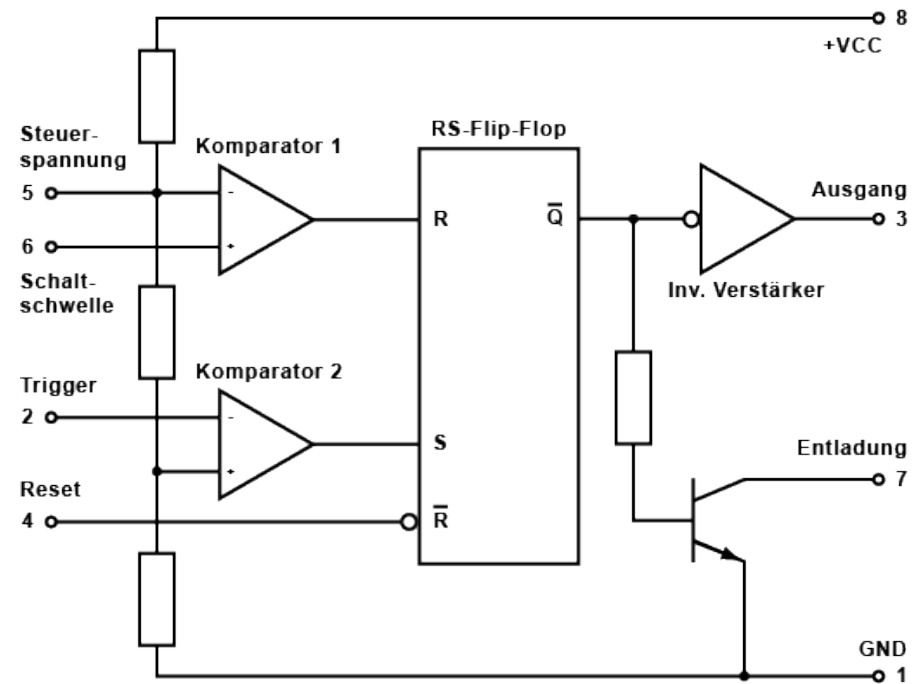 8
+VCC
Steuer-
spannung
5
Komparator 1
-
+
6
Schalt-
schwelle
RS-Flip-Flop
R
Q̅
Ausgang
3
Inv. Verstärker
Trigger
2
Komparator 2
-
+
S
Entladung
7
Reset
4
R̅
GND
1